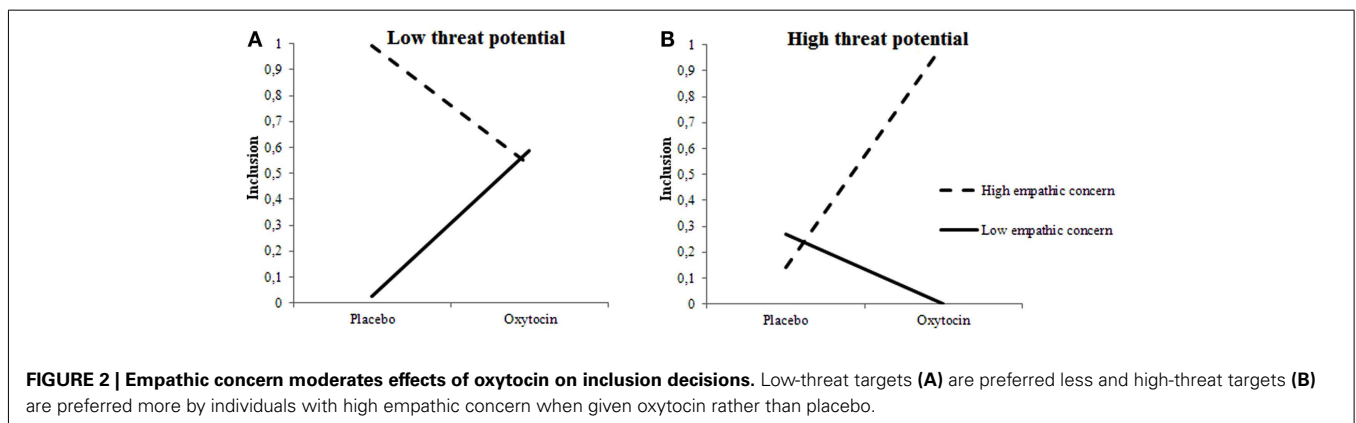 A
Low threat potential
1
0,9
0,8
0,7
0,6
0,5
0,4
0,3
0,2
0,1
0
Inclusion
Placebo
Oxytocin
B
High threat potential
1
0,9
0,8
0,7
0,6
0,5
0,4
0,3
0,2
0,1
0
Inclusion
Placebo
Oxytocin
High empathic concern
Low empathic concern
FIGURE 2 | Empathic concern moderates effects of oxytocin on inclusion decisions. Low-threat targets (A) are preferred less and high-threat targets (B)
are preferred more by individuals with high empathic concern when given oxytocin rather than placebo.